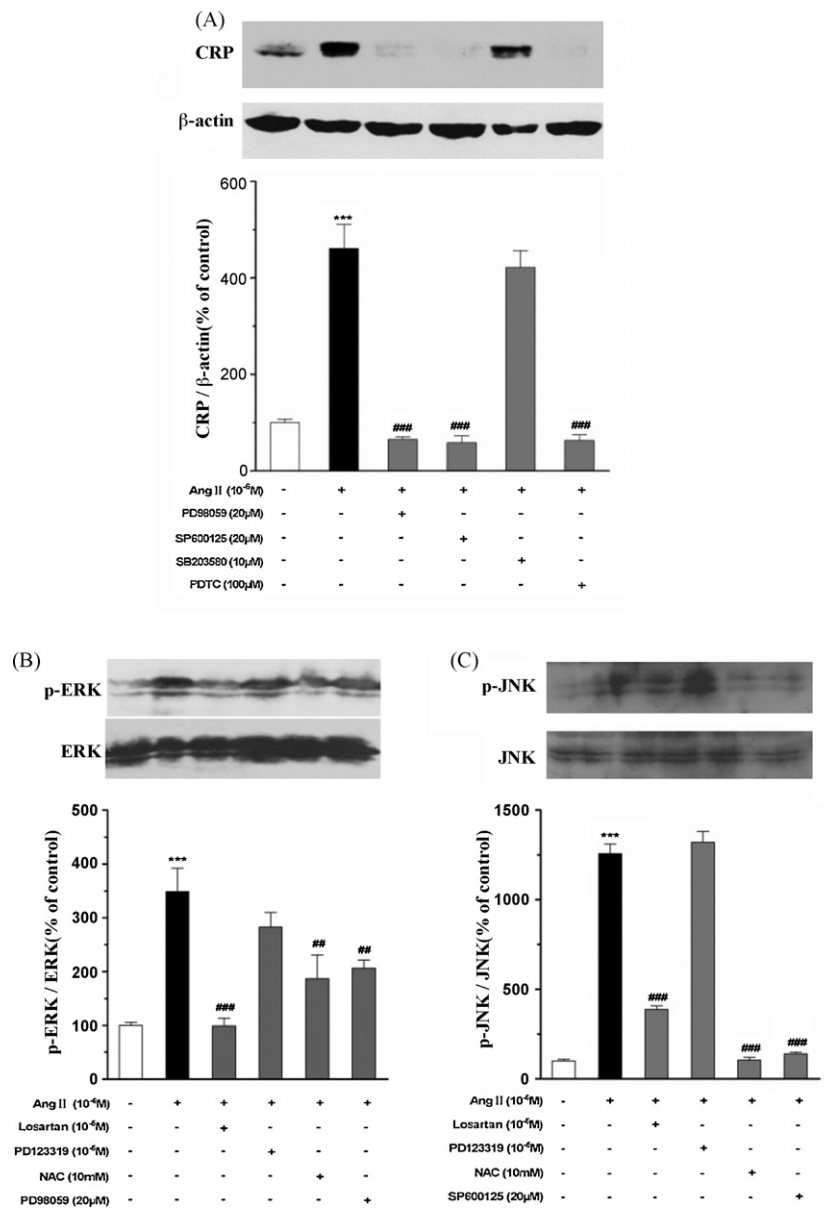 (A)
CRP
β-actin
600
400
200
0
CRP / β-actin(% of control)
***
###
###
###
Ang II (10⁻⁶M) - + + + + +
PD98059 (20μM) - - + - - -
SP600125 (20μM) - - - + - -
SB203580 (10μM) - - - - + -
PDTC (100μM) - - - - - +
(B)
p-ERK
ERK
500
400
300
200
100
0
p-ERK / ERK(% of control)
***
###
##
##
Ang II (10⁻⁶M) - + + + + +
Losartan (10⁻⁶M) - - + - - -
PD123319 (10⁻⁶M) - - - + - -
NAC (10mM) - - - - + -
PD98059 (20μM) - - - - - +
(C)
p-JNK
JNK
1500
1000
500
0
p-JNK / JNK(% of control)
***
###
###
###
Ang II (10⁻⁶M) - + + + + +
Losartan (10⁻⁶M) - - + - - -
PD123319 (10⁻⁶M) - - - + - -
NAC (10mM) - - - - + -
SP600125 (20μM) - - - - - +